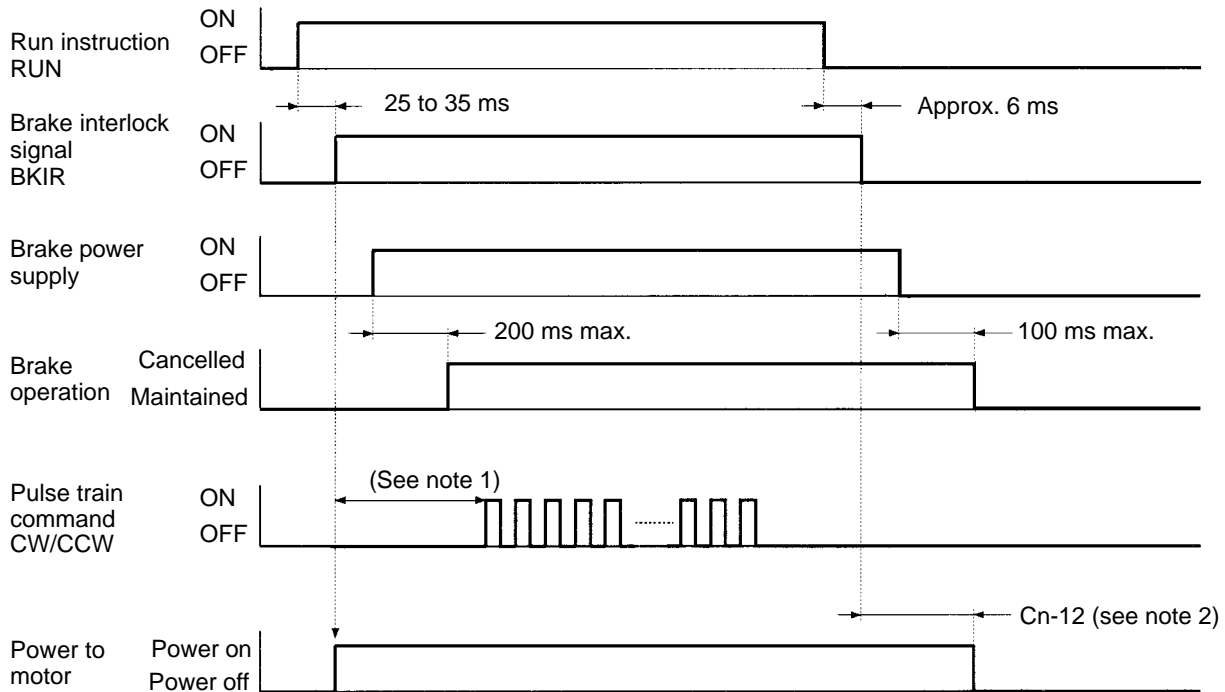 Run instruction
RUN
ON
OFF
25 to 35 ms
Approx. 6 ms
Brake interlock
signal
BKIR
ON
OFF
Brake power
supply
ON
OFF
200 ms max.
100 ms max.
Brake
operation
Cancelled
Maintained
(See note 1)
Pulse train
command
CW/CCW
ON
OFF
Cn-12 (see note 2)
Power to
motor
Power on
Power off